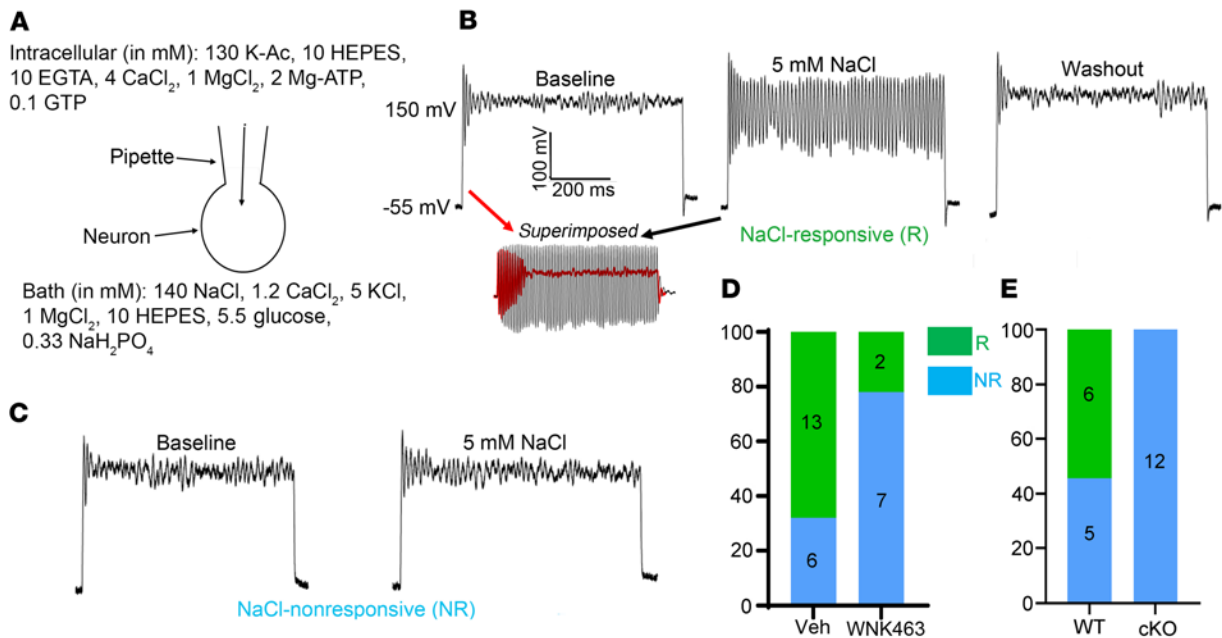 A
Intracellular (in mM): 130 K-Ac, 10 HEPES,
10 EGTA, 4 CaCl₂, 1 MgCl₂, 2 Mg-ATP,
0.1 GTP
Pipette
Neuron
Bath (in mM): 140 NaCl, 1.2 CaCl₂, 5 KCl,
1 MgCl₂, 10 HEPES, 5.5 glucose,
0.33 NaH₂PO₄
B
Baseline
5 mM NaCl
Washout
150 mV
100 mV
200 ms
-55 mV
Superimposed
NaCl-responsive (R)
C
Baseline
5 mM NaCl
NaCl-nonresponsive (NR)
D
100
80
60
40
20
0
13
6
2
7
Veh
WNK463
R
NR
E
100
80
60
40
20
0
6
5
12
WT
cKO